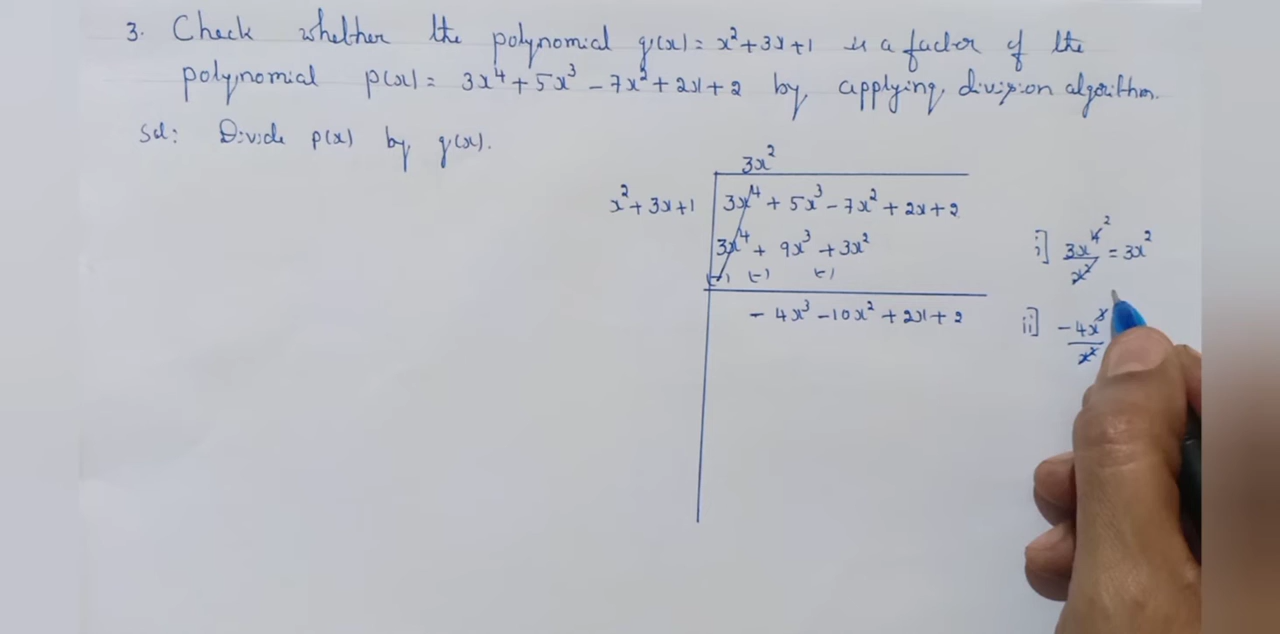 3. Check whether the polynomial g(x) = x² + 3x + 1 is a factor of the
polynomial p(x) = 3x⁴ + 5x³ - 7x² + 2x + 2 by applying division algorithm.
Sol: Divide p(x) by g(x).
3x²
x² + 3x + 1 3x⁴ + 5x³ - 7x² + 2x + 2
3x⁴ + 9x³ + 3x²
(-) (-) (-)
- 4x³ - 10x² + 2x + 2
i] 3x⁴ ² / x² = 3x²
ii] -4x³ / x²